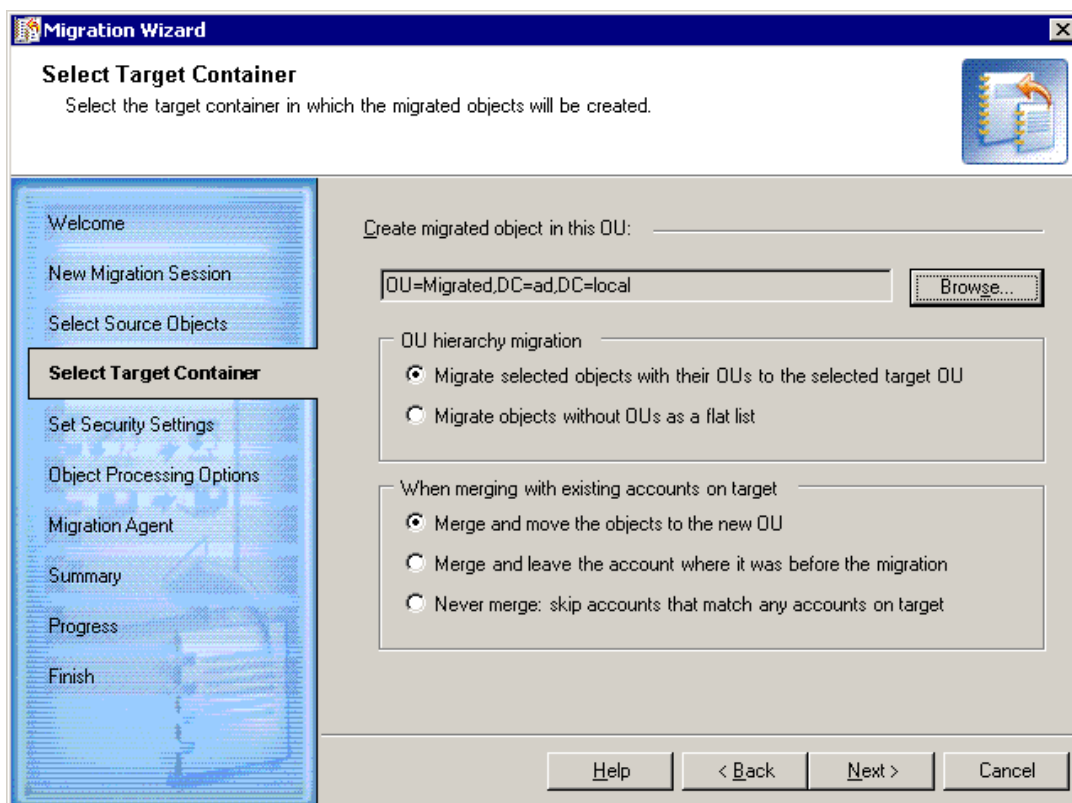 Migration Wizard
Select Target Container
Select the target container in which the migrated objects will be created.
Welcome
New Migration Session
Select Source Objects
Select Target Container
Set Security Settings
Object Processing Options
Migration Agent
Summary
Progress
Finish
Create migrated object in this OU:
OU=Migrated,DC=ad,DC=local
Browse...
OU hierarchy migration
Migrate selected objects with their OUs to the selected target OU
Migrate objects without OUs as a flat list
When merging with existing accounts on target
Merge and move the objects to the new OU
Merge and leave the account where it was before the migration
Never merge: skip accounts that match any accounts on target
Help
< Back
Next >
Cancel